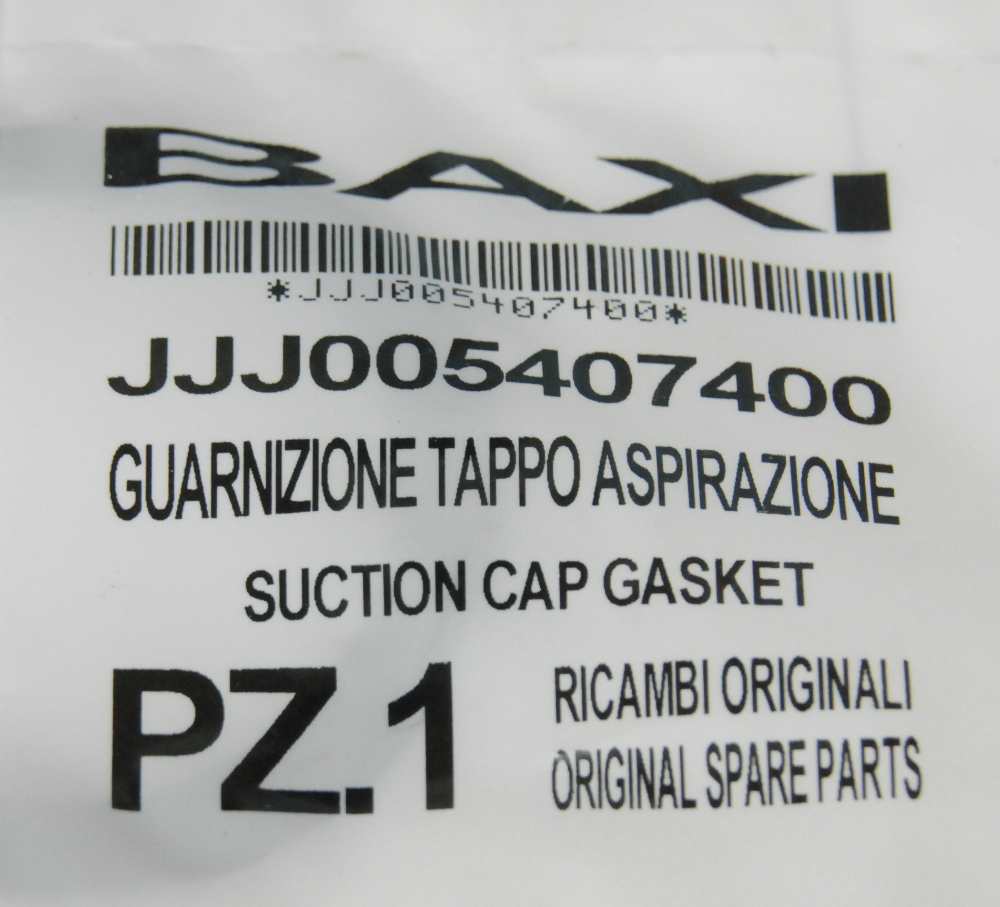 BAXI
*JJJ005407400*
JJJ005407400
GUARNIZIONE TAPPO ASPIRAZIONE
SUCTION CAP GASKET
PZ.1
RICAMBI ORIGINALI
ORIGINAL SPARE PARTS